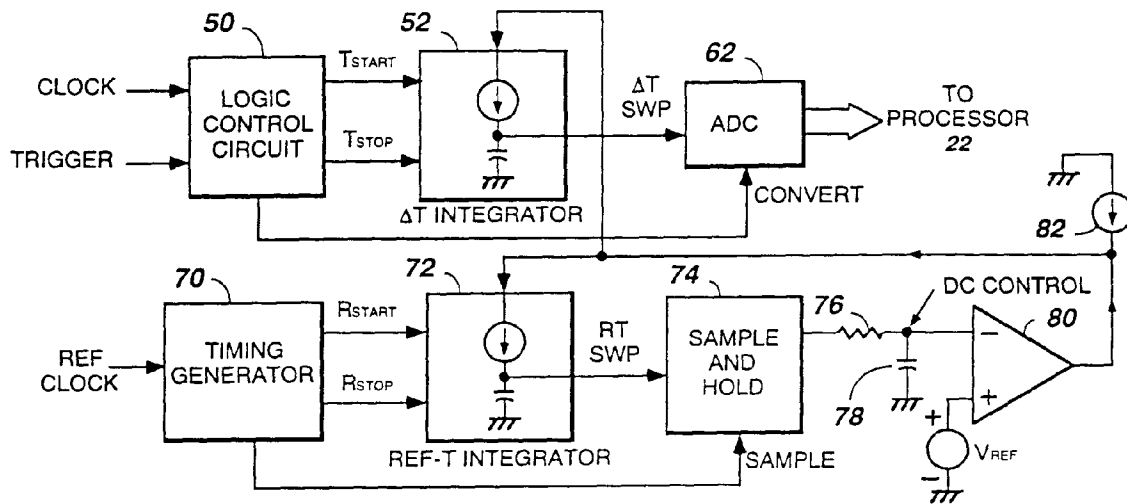 50
52
62
CLOCK
TRIGGER
LOGIC
CONTROL
CIRCUIT
TSTART
TSTOP
ΔT INTEGRATOR
ΔT
SWP
ADC
CONVERT
TO
PROCESSOR
22
82
70
72
74
REF
CLOCK
TIMING
GENERATOR
RSTART
RSTOP
REF-T INTEGRATOR
RT
SWP
SAMPLE
AND
HOLD
SAMPLE
76
78
DC CONTROL
80
−
+
+
−
VREF